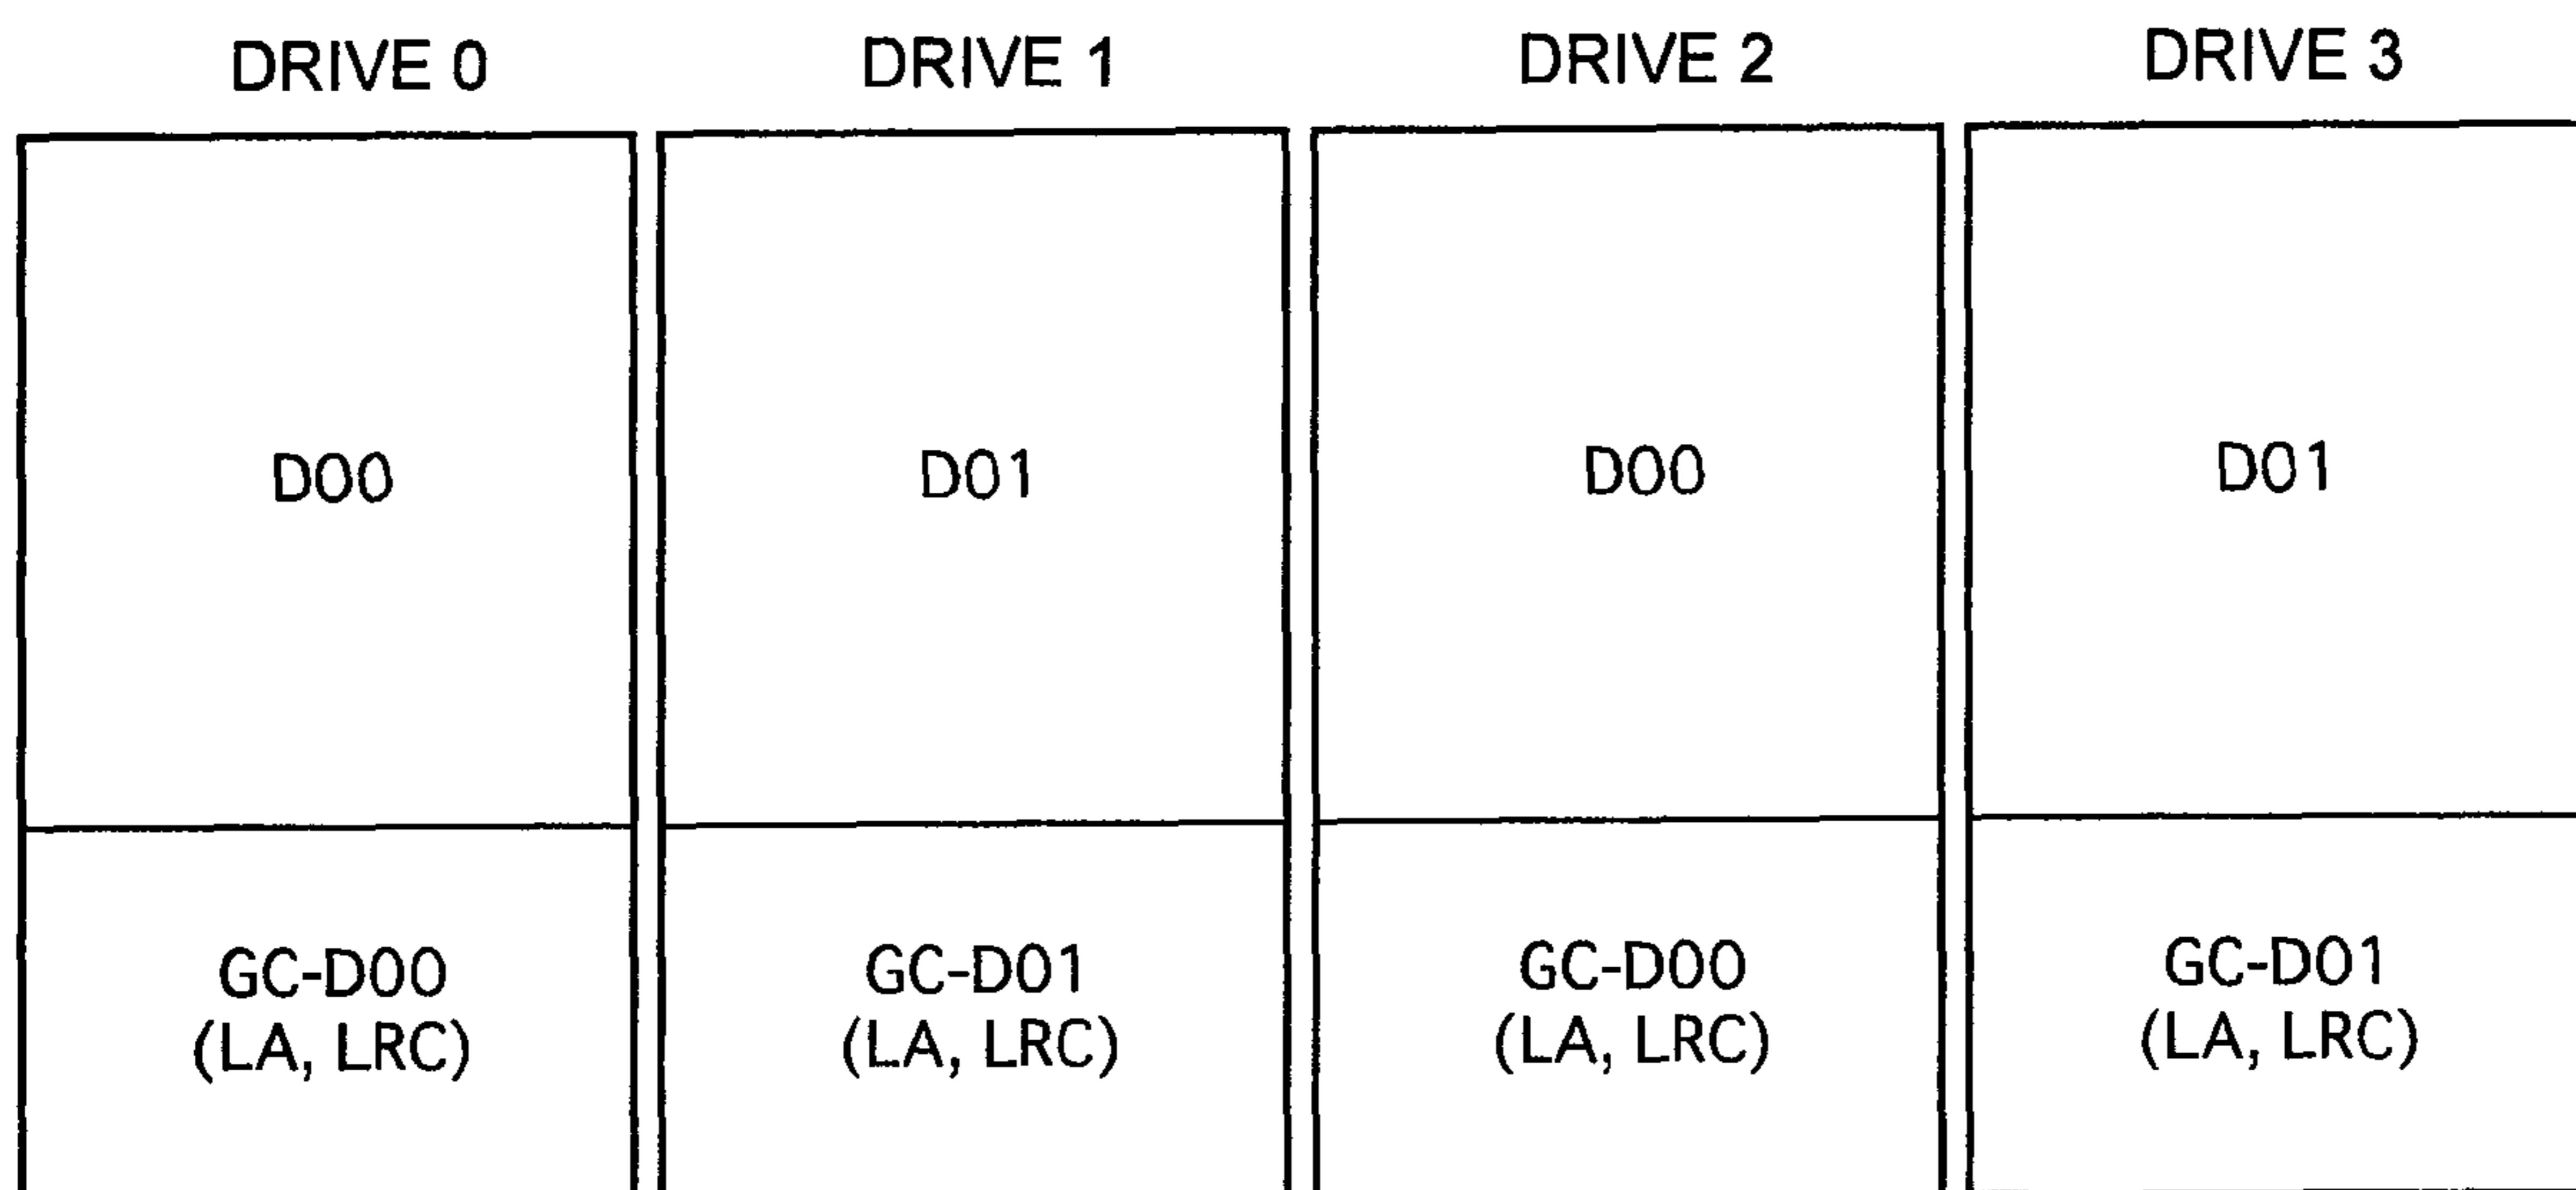 DRIVE 0 DRIVE 1 DRIVE 2 DRIVE 3
D00 D01 D00 D01
GC-D00 GC-D01 GC-D00 GC-D01
(LA, LRC) (LA, LRC) (LA, LRC) (LA, LRC)